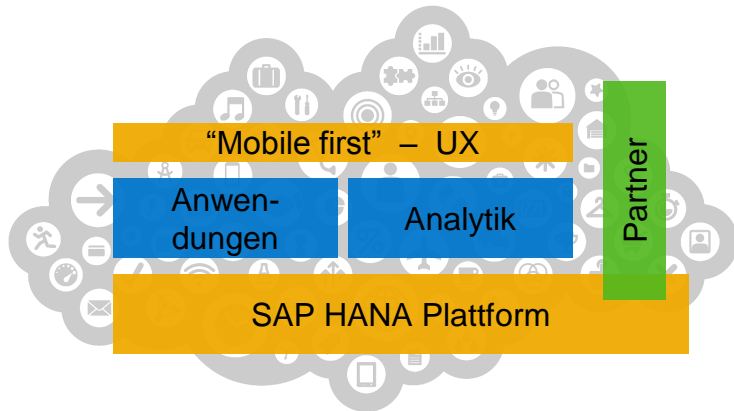 “Mobile first” – UX
Anwen-
dungen
Analytik
Partner
SAP HANA Plattform